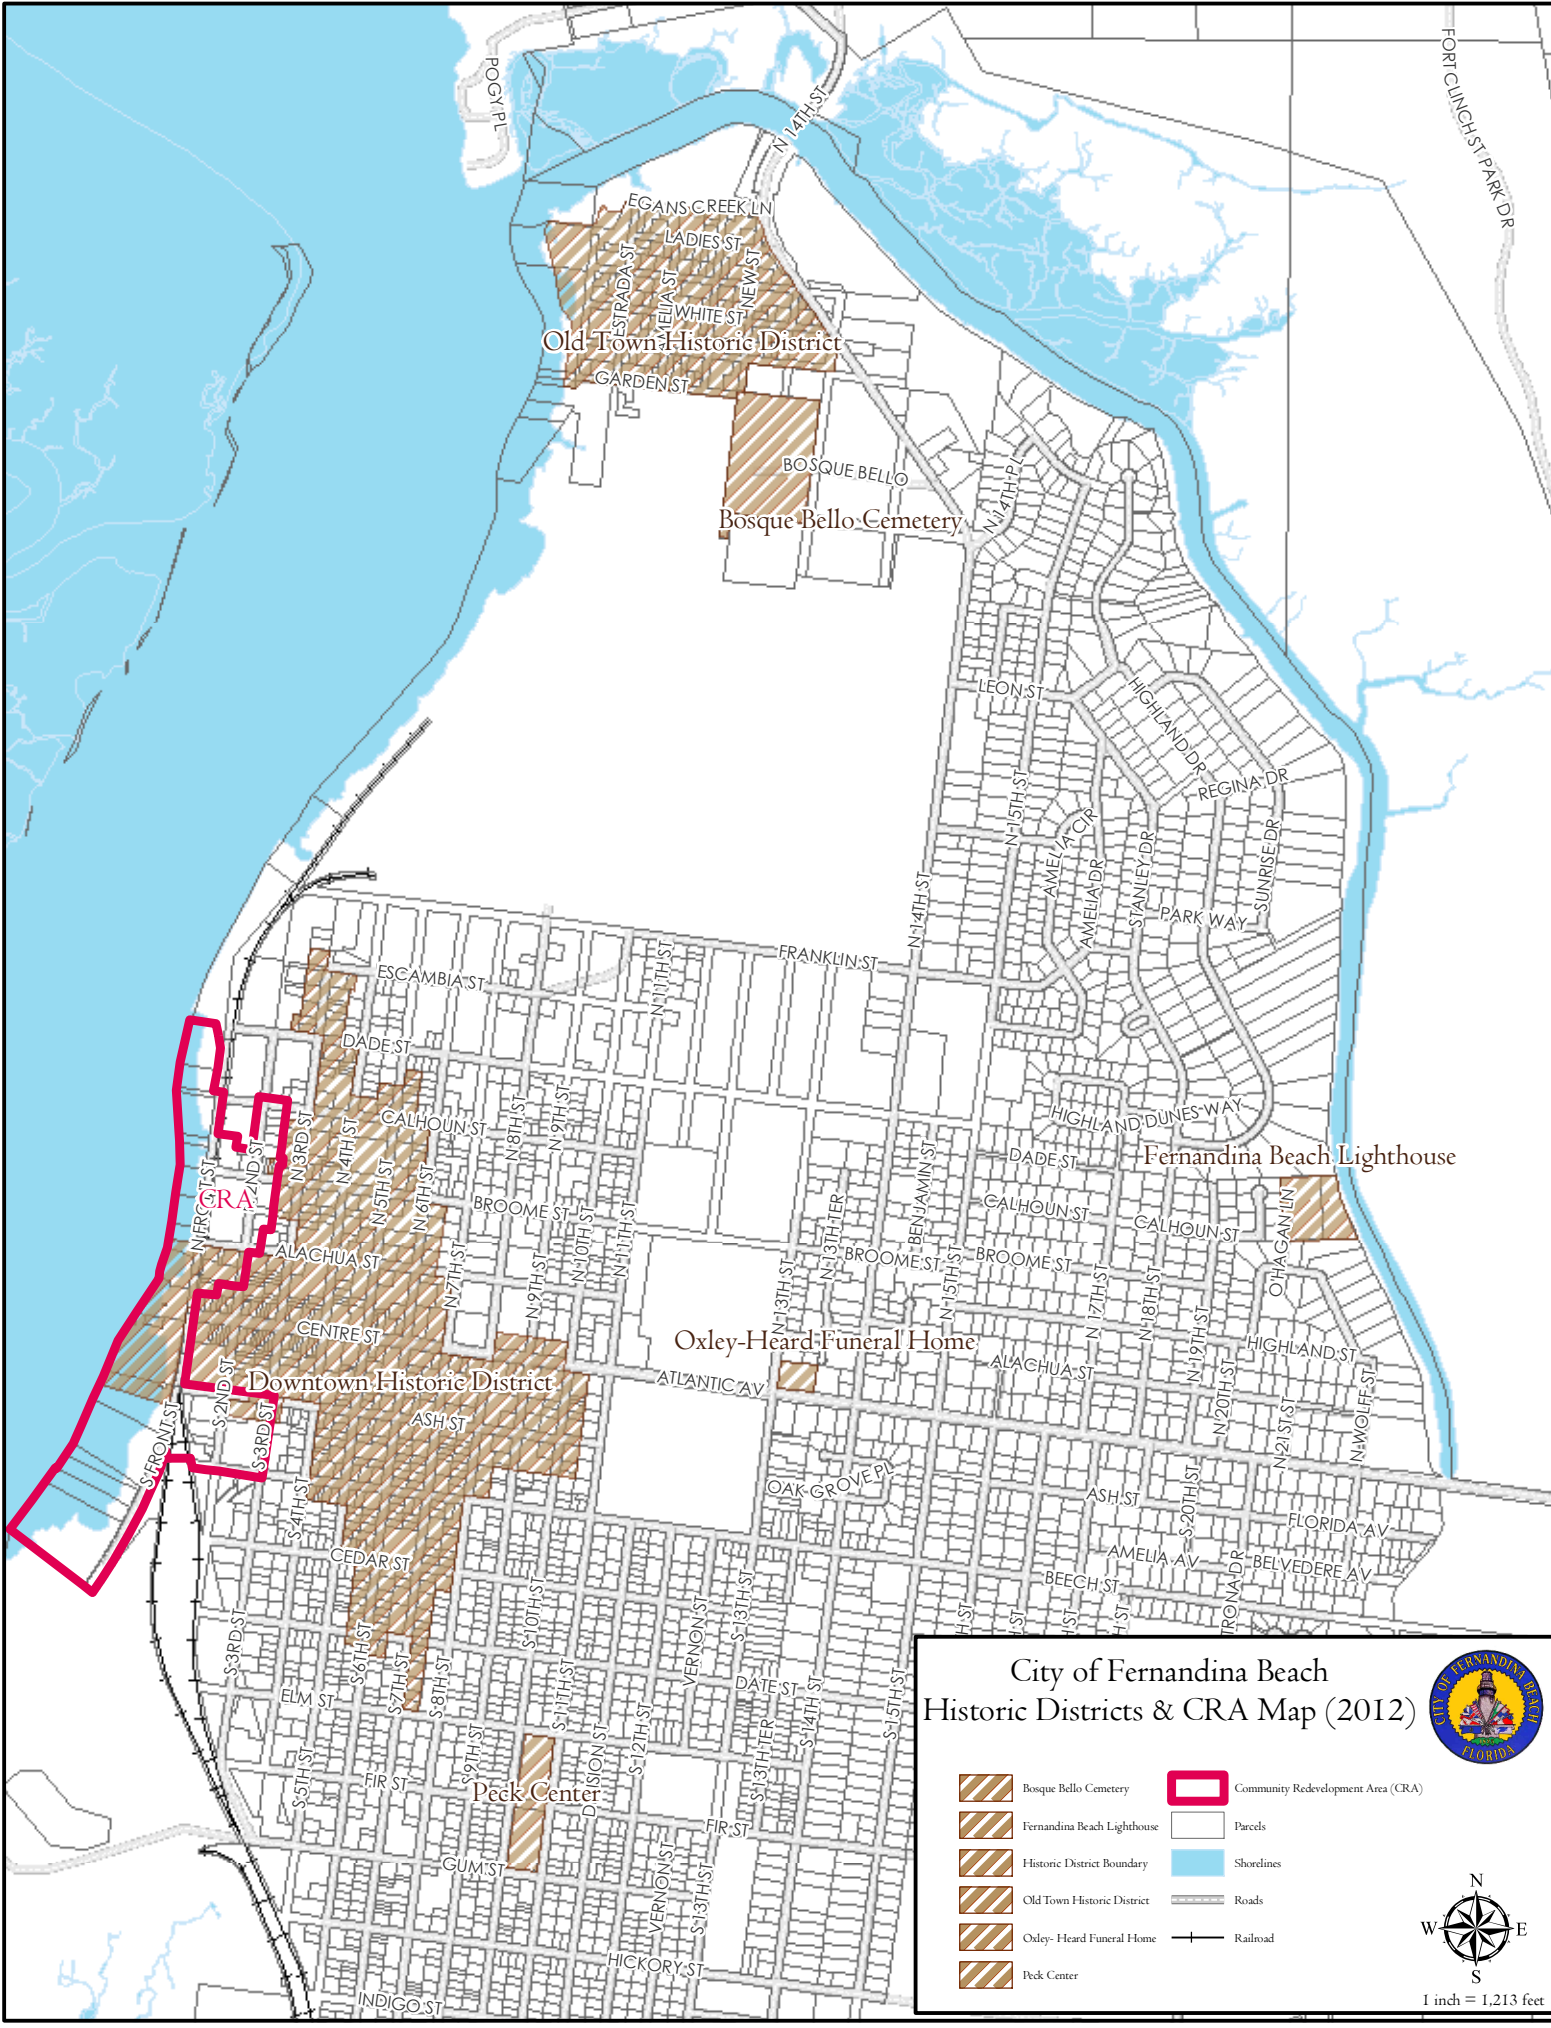 POGY PL
N 14TH ST
FORT CLINCH ST PARK DR
EGANS CREEK LN
LADIES ST
ESTRADA ST
NEW ST
WHITE ST
Old Town Historic District
GARDEN ST
BOSQUE BELLO
N 14TH PL
Bosque Bello Cemetery
LEON ST
HIGHLAND DR
REGINA DR
N 15TH ST
AMELIA CIR
AMELIA DR
STANLEY DR
SUNRISE DR
PARK WAY
N 14TH ST
FRANKLIN ST
ESCAMBIA ST
N 11TH ST
DADE ST
CALHOUN ST
N 8TH ST
N 9TH ST
N 3RD ST
N 4TH ST
N 5TH ST
N 6TH ST
HIGHLAND DUNES WAY
DADE ST
Fernandina Beach Lighthouse
CRA
BROOME ST
N 10TH ST
N 11TH ST
N 13TH TER
BENJAMIN ST
CALHOUN ST
CALHOUN ST
O'HAGAN LN
ALACHUA ST
N 7TH ST
N 9TH ST
N 13TH ST
BROOME ST
BROOME ST
N 15TH ST
N 17TH ST
N 18TH ST
N 19TH ST
CENTRE ST
Oxley-Heard Funeral Home
HIGHLAND ST
ALACHUA ST
ATLANTIC AV
Downtown Historic District
S 2ND ST
ASH ST
S FRONT ST
S 3RD ST
N 20TH ST
N 21ST ST
N WOLFF ST
OAK GROVE PL
ASH ST
S 20TH ST
FLORIDA AV
S 4TH ST
CEDAR ST
AMELIA AV
BELVEDERE AV
BEECH ST
S 10TH ST
VERNON ST
S 13TH ST
S 3RD ST
S 6TH ST
S 7TH ST
S 8TH ST
ELM ST
S 11TH ST
DATE ST
S 12TH ST
S 13TH TER
S 14TH ST
S 15TH ST
S 5TH ST
FIR ST
S 9TH ST
Peck Center
DIVISION ST
FIR ST
GUM ST
VERNON ST
S 13TH ST
HICKORY ST
INDIGO ST
City of Fernandina Beach
Historic Districts & CRA Map (2012)
CITY OF FERNANDINA BEACH
FLORIDA
Bosque Bello Cemetery
Community Redevelopment Area (CRA)
Fernandina Beach Lighthouse
Parcels
Historic District Boundary
Shorelines
Old Town Historic District
Roads
Oxley- Heard Funeral Home
Railroad
Peck Center
N
W
E
S
1 inch = 1,213 feet